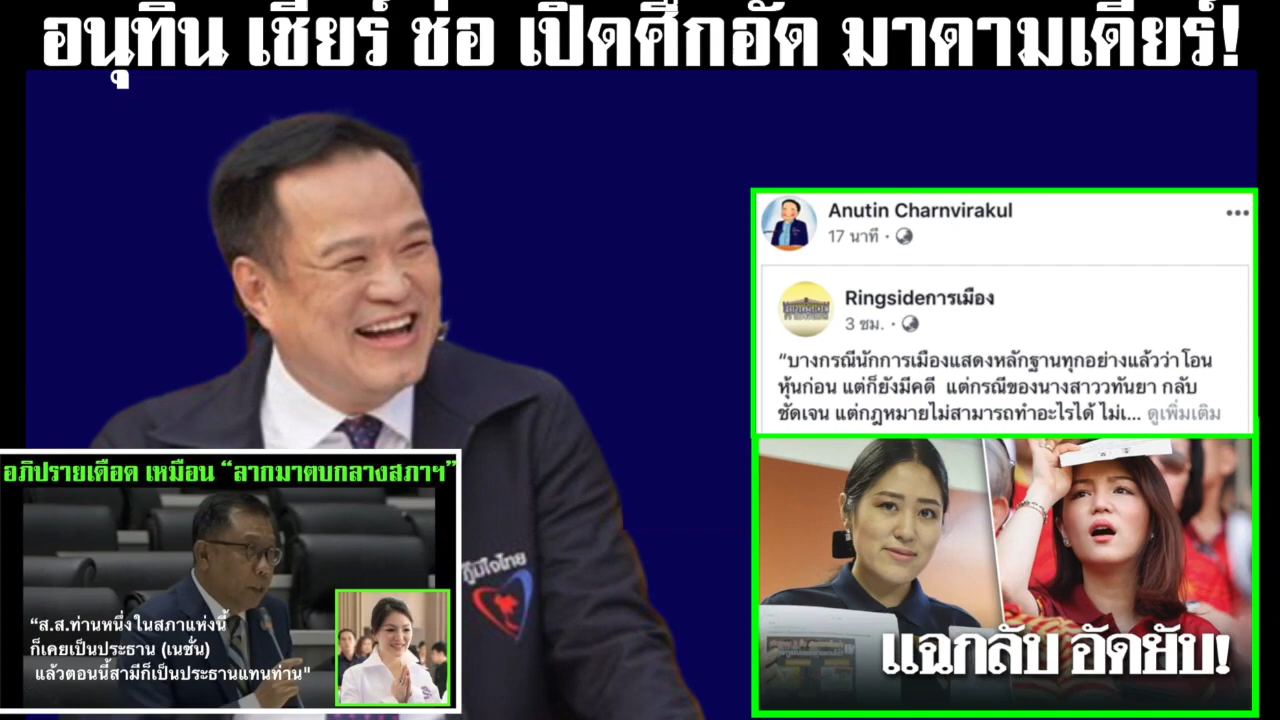 อนุทิน เชียร์ ช่อ เปิดศึกอัด มาดามเดียร์!
Anutin Charnvirakul
17 นาที ·
Ringsideการเมือง
3 ชม. ·
“บางกรณีนักการเมืองแสดงหลักฐานทุกอย่างแล้วว่าโอน
หุ้นก่อน แต่ก็ยังมีคดี แต่กรณีของนางสาววทันยา กลับ
ชัดเจน แต่กฎหมายไม่สามารถทำอะไรได้ ไม่เ... ดูเพิ่มเติม
แฉกลับ อัดยับ!
อภิปรายเดือด เหมือน “ลากมาตบกลางสภาฯ”
“ส.ส.ท่านหนึ่งในสภาแห่งนี้
ก็เคยเป็นประธาน (เนชั่น)
แล้วตอนนี้สามีก็เป็นประธานแทนท่าน"
ภูมิใจไทย